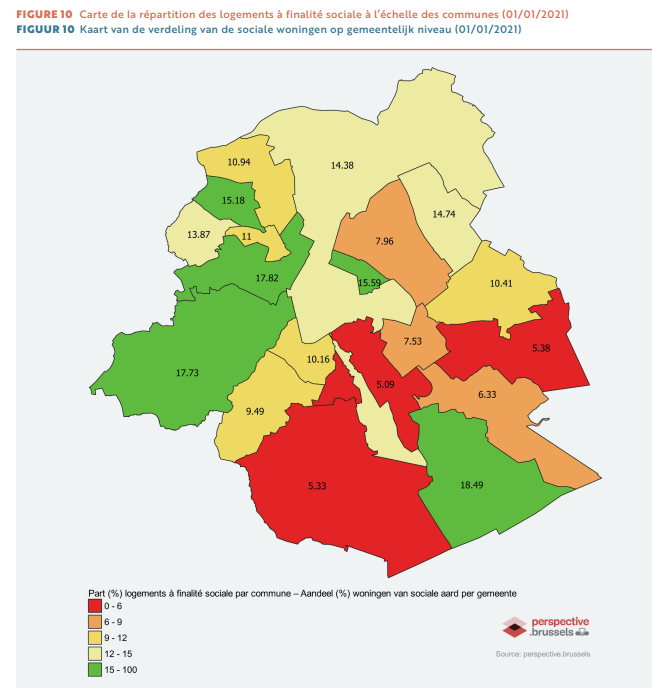 FIGURE 10 Carte de la répartition des logements à finalité sociale à l'échelle des communes (01/01/2021)
FIGUUR 10 Kaart van de verdeling van de sociale woningen op gemeentelijk niveau (01/01/2021)
10.94
14.38
15.18
14.74
13.87
11
7.96
17.82
15.59
10.41
7.53
5.38
10.16
17.73
5.09
6.33
9.49
5.33
18.49
Part (%) logements à finalité sociale par commune – Aandeel (%) woningen van sociale aard per gemeente
0 - 6
6 - 9
9 - 12
12 - 15
15 - 100
perspective
.brussels
Source: perspective.brussels